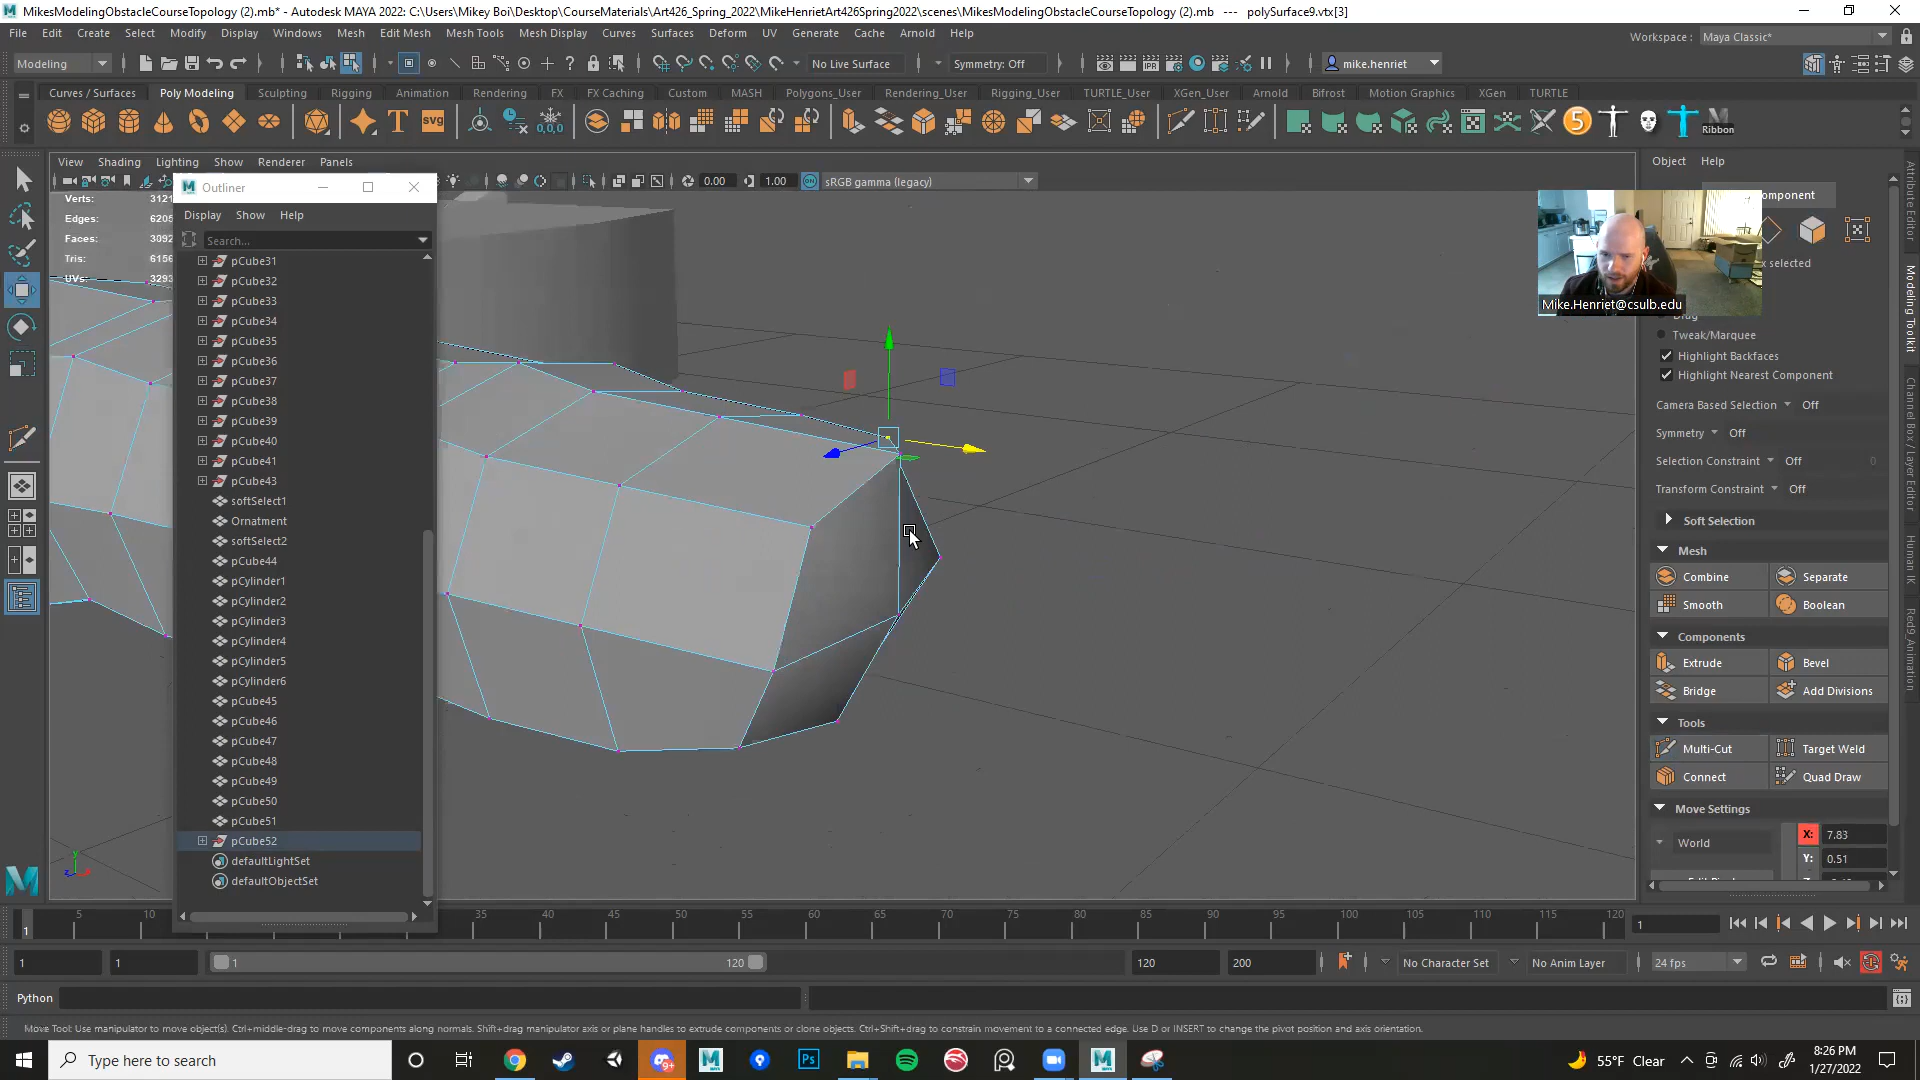 MikesModelingObstacleCourseTopology (2).mb* - Autodesk MAYA 2022: C:\Users\Mikey Boi\Desktop\CourseMaterials\Art426_Spring_2022\MikeHenrietArt426Spring2022\scenes\MikesModelingObstacleCourseTopology (2).mb --- polySurface9.vtx[3]
File Edit Create Select Modify Display Windows Mesh Edit Mesh Mesh Tools Mesh Display Curves Surfaces Deform UV Generate Cache Arnold Help
Workspace : Maya Classic*
Modeling No Live Surface Symmetry: Off mike.henriet
Curves / Surfaces Poly Modeling Sculpting Rigging Animation Rendering FX FX Caching Custom MASH Polygons_User Rendering_User Rigging_User TURTLE_User XGen_User Arnold Bifrost Motion Graphics XGen TURTLE
T SVG 0,0,0 5 Ribbon
View Shading Lighting Show Renderer Panels
Object Help
0.00 1.00 ON sRGB gamma (legacy)
Outliner
Verts: 3121
Edges: 6205
Faces: 3092
Tris: 6156
UVs: 3293
Display Show Help
Search...
pCube31
pCube32
pCube33
pCube34
pCube35
pCube36
pCube37
pCube38
pCube39
pCube40
pCube41
pCube43
softSelect1
Ornatment
softSelect2
pCube44
pCylinder1
pCylinder2
pCylinder3
pCylinder4
pCylinder5
pCylinder6
pCube45
pCube46
pCube47
pCube48
pCube49
pCube50
pCube51
pCube52
defaultLightSet
defaultObjectSet
Mike.Henriet@csulb.edu
omponent
x selected
Tweak/Marquee
Highlight Backfaces
Highlight Nearest Component
Camera Based Selection Off
Symmetry Off
Selection Constraint Off 0
Transform Constraint Off
Soft Selection
Mesh
Combine Separate
Smooth Boolean
Components
Extrude Bevel
Bridge Add Divisions
Tools
Multi-Cut Target Weld
Connect Quad Draw
Move Settings
World X: 7.83
Y: 0.51
Attribute Editor
Modeling Toolkit
Channel Box / Layer Editor
Human IK
Red9_Animation
5 10 35 40 45 50 55 60 65 70 75 80 85 90 95 100 105 110 115 120
1 1
1 1 1 120 120 200 No Character Set No Anim Layer 24 fps
Python
Move Tool: Use manipulator to move object(s). Ctrl+middle-drag to move components along normals. Shift+drag manipulator axis or plane handles to extrude components or clone objects. Ctrl+Shift+drag to constrain movement to a connected edge. Use D or INSERT to change the pivot position and axis orientation.
Type here to search
55°F Clear
8:26 PM
1/27/2022